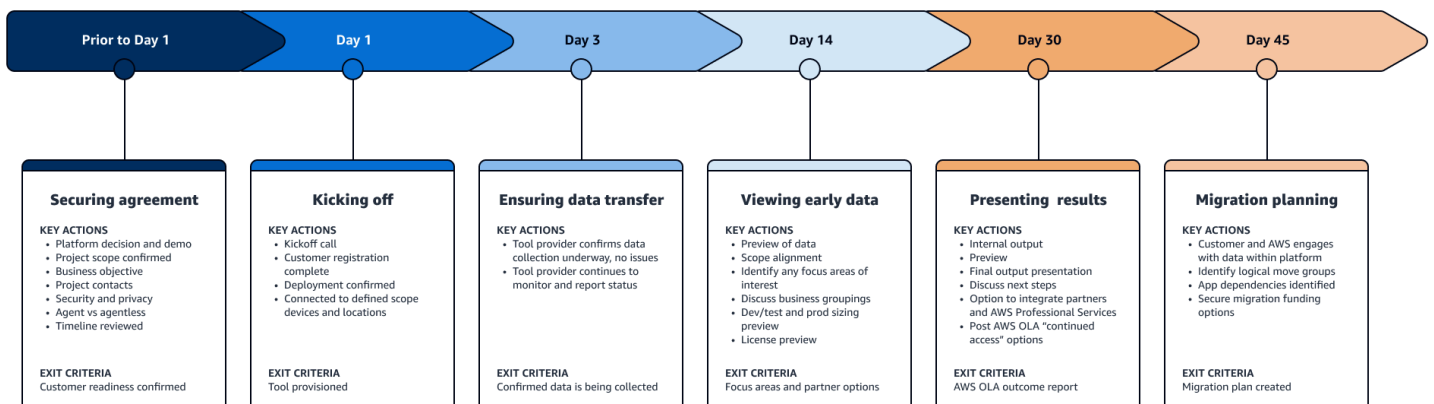 Prior to Day 1
Day 1
Day 3
Day 14
Day 30
Day 45
Securing agreement
KEY ACTIONS
• Platform decision and demo
• Project scope confirmed
• Business objective
• Project contacts
• Security and privacy
• Agent vs agentless
• Timeline reviewed
EXIT CRITERIA
Customer readiness confirmed
Kicking off
KEY ACTIONS
• Kickoff call
• Customer registration
complete
• Deployment confirmed
• Connected to defined scope
devices and locations
EXIT CRITERIA
Tool provisioned
Ensuring data transfer
KEY ACTIONS
• Tool provider confirms data
collection underway, no issues
• Tool provider continues to
monitor and report status
EXIT CRITERIA
Confirmed data is being collected
Viewing early data
KEY ACTIONS
• Preview of data
• Scope alignment
• Identify any focus areas of
interest
• Discuss business groupings
• Dev/test and prod sizing
preview
• License preview
EXIT CRITERIA
Focus areas and partner options
Presenting results
KEY ACTIONS
• Internal output
• Preview
• Final output presentation
• Discuss next steps
• Option to integrate partners
and AWS Professional Services
• Post AWS OLA “continued
access” options
EXIT CRITERIA
AWS OLA outcome report
Migration planning
KEY ACTIONS
• Customer and AWS engages
with data within platform
• Identify logical move groups
• App dependencies identified
• Secure migration funding
options
EXIT CRITERIA
Migration plan created